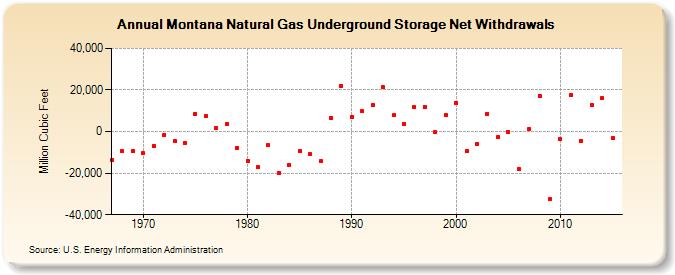 Annual Montana Natural Gas Underground Storage Net Withdrawals
Million Cubic Feet
40,000
20,000
0
-20,000
-40,000
1970 1980 1990 2000 2010
Source: U.S. Energy Information Administration